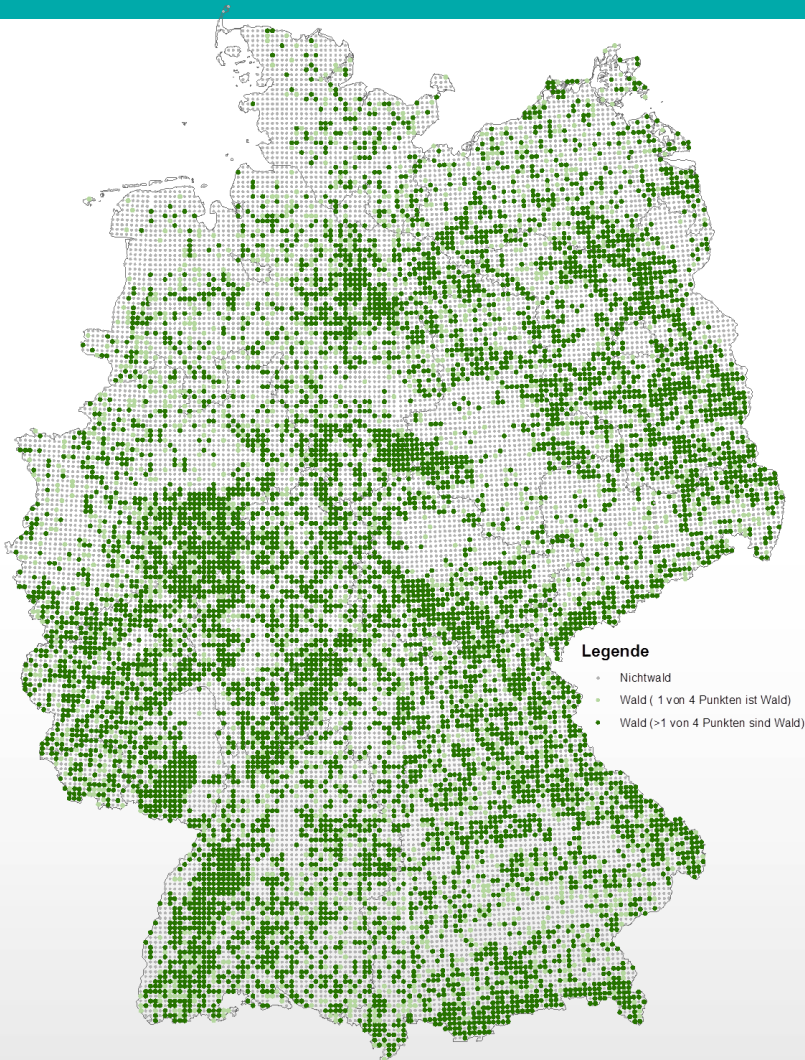 Legende
Nichtwald
Wald ( 1 von 4 Punkten ist Wald)
Wald (>1 von 4 Punkten sind Wald)